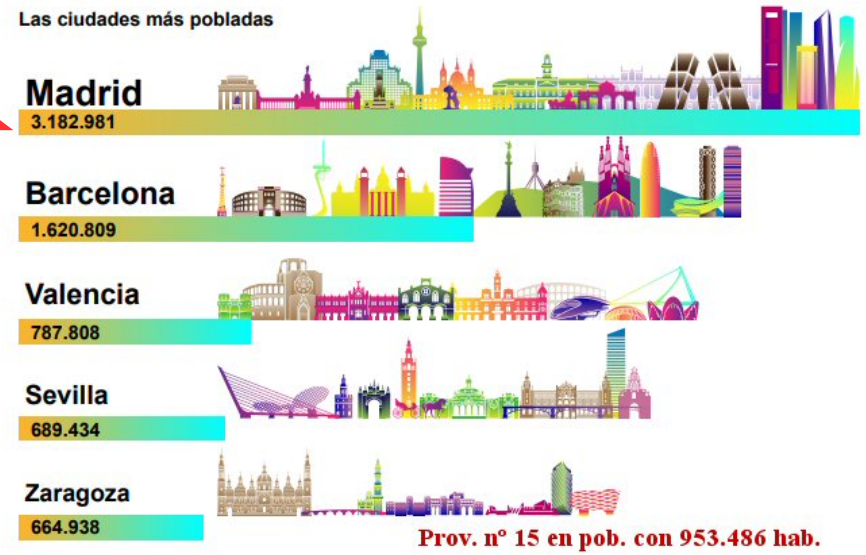 Las ciudades más pobladas
Madrid
3.182.981
Barcelona
1.620.809
Valencia
787.808
Sevilla
689.434
Zaragoza
664.938
Prov. nº 15 en pob. con 953.486 hab.